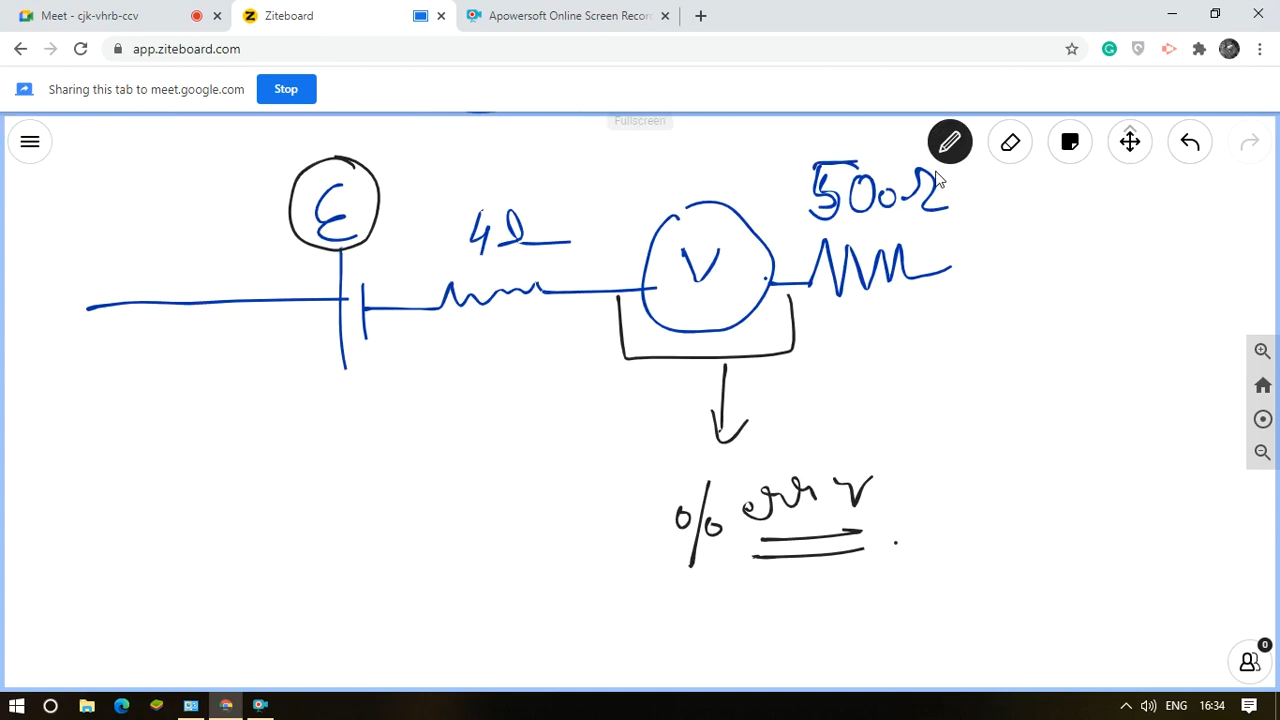 Meet - cjk-vhrb-ccv
Ziteboard
Apowersoft Online Screen Recor
app.ziteboard.com
Sharing this tab to meet.google.com
Stop
Fullscreen
500Ω
ε
4Ω
V
% error
0
ENG
16:34